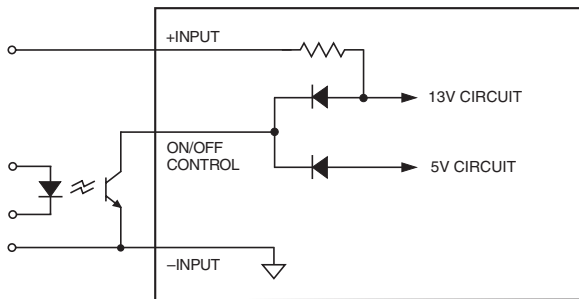 +INPUT
13V CIRCUIT
ON/OFF
CONTROL
5V CIRCUIT
–INPUT